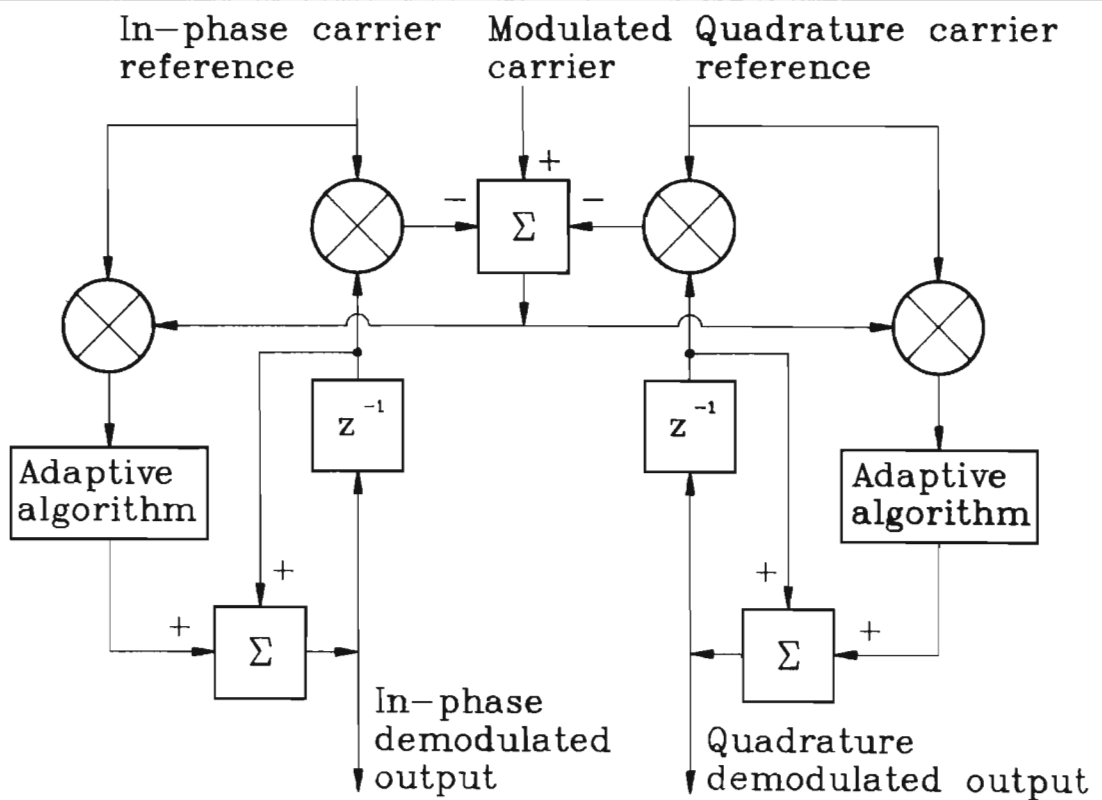 In-phase carrier
reference
Modulated
carrier
Quadrature carrier
reference
+
-
Σ
-
z⁻¹
z⁻¹
Adaptive
algorithm
Adaptive
algorithm
+
+
Σ
+
+
Σ
In-phase
demodulated
output
Quadrature
demodulated output